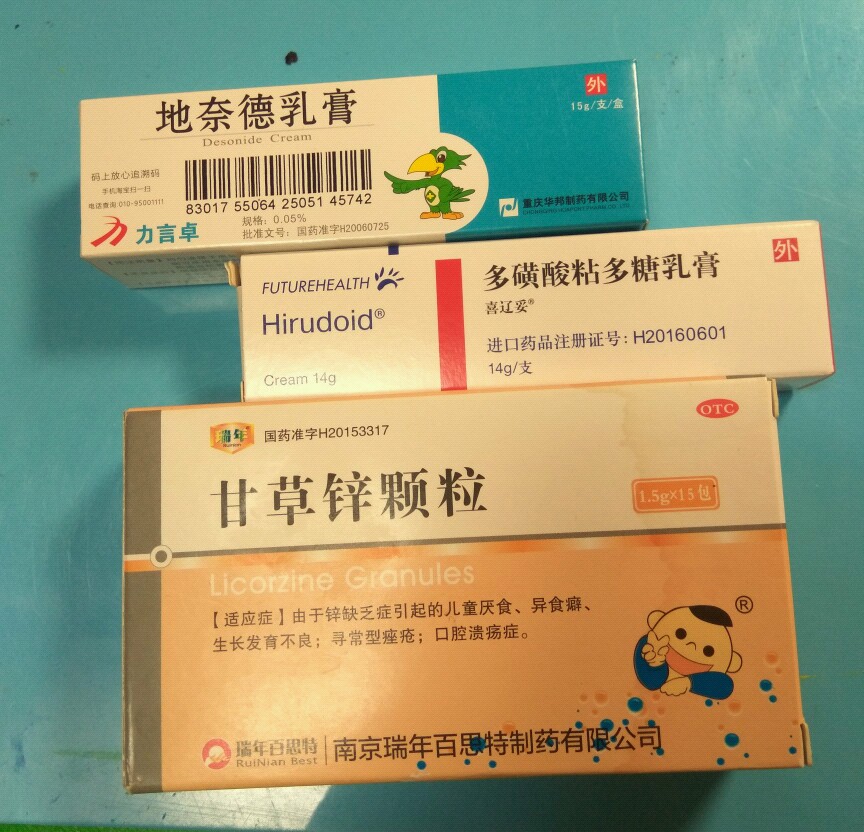 地奈德乳膏
Desonide Cream
外
15g/支/盒
码上放心追溯码
手机淘宝扫一扫
电话查询:010-95001111
83017 55064 25051 45742
规格: 0.05%
批准文号: 国药准字H20060725
力言卓
重庆华邦制药有限公司
FUTUREHEALTH
Hirudoid®
Cream 14g
多磺酸粘多糖乳膏
喜辽妥®
进口药品注册证号: H20160601
14g/支
外
瑞年
国药准字H20153317
OTC
甘草锌颗粒
1.5g×15包
Licorzine Granules
【适应症】由于锌缺乏症引起的儿童厌食、异食癖、
生长发育不良；寻常型痤疮；口腔溃疡症。
®
瑞年百思特
RuiNian Best
南京瑞年百思特制药有限公司